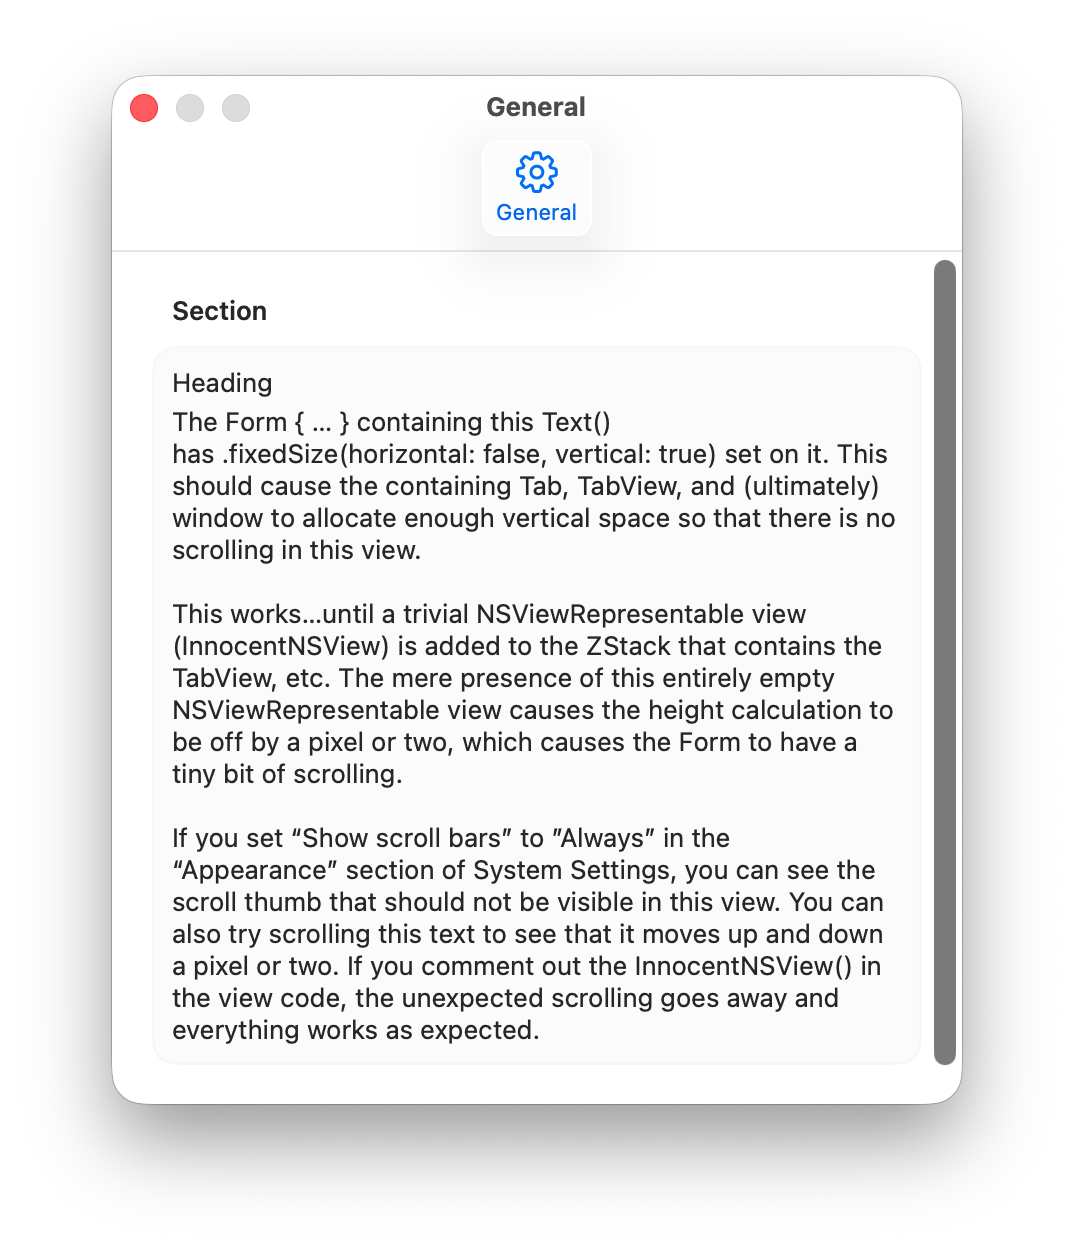 General
General
Section
Heading
The Form { ... } containing this Text()
has .fixedSize(horizontal: false, vertical: true) set on it. This
should cause the containing Tab, TabView, and (ultimately)
window to allocate enough vertical space so that there is no
scrolling in this view.
This works...until a trivial NSViewRepresentable view
(InnocentNSView) is added to the ZStack that contains the
TabView, etc. The mere presence of this entirely empty
NSViewRepresentable view causes the height calculation to
be off by a pixel or two, which causes the Form to have a
tiny bit of scrolling.
If you set “Show scroll bars” to ”Always” in the
“Appearance” section of System Settings, you can see the
scroll thumb that should not be visible in this view. You can
also try scrolling this text to see that it moves up and down
a pixel or two. If you comment out the InnocentNSView() in
the view code, the unexpected scrolling goes away and
everything works as expected.